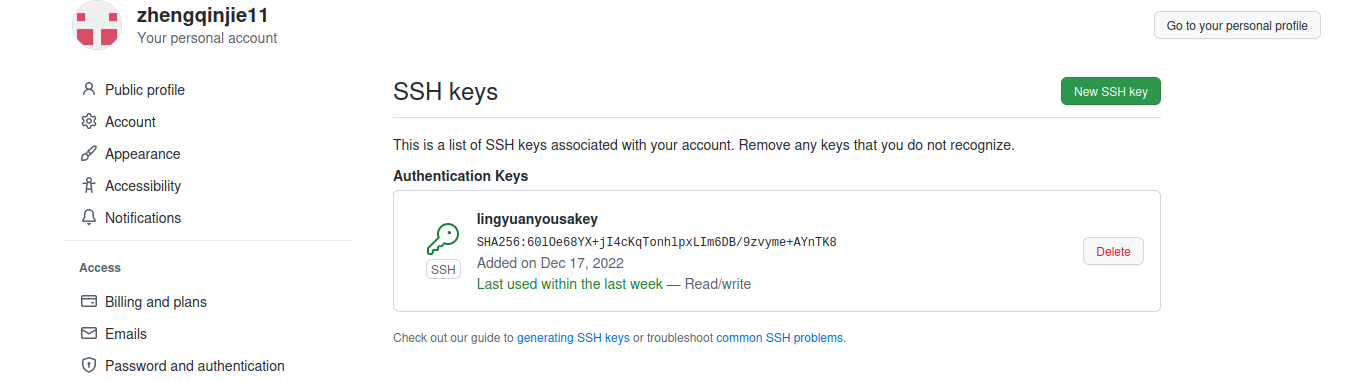 zhengqinjie11
Your personal account
Go to your personal profile
Public profile
Account
Appearance
Accessibility
Notifications
Access
Billing and plans
Emails
Password and authentication
SSH keys
New SSH key
This is a list of SSH keys associated with your account. Remove any keys that you do not recognize.
Authentication Keys
lingyuanyousakey
SHA256:60lOe68YX+jI4cKqTonhlpxLIm6DB/9zvyme+AYnTK8
SSH
Added on Dec 17, 2022
Last used within the last week — Read/write
Delete
Check out our guide to generating SSH keys or troubleshoot common SSH problems.